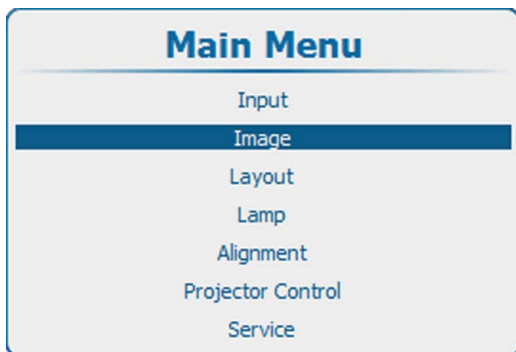 Main Menu
Input
Image
Layout
Lamp
Alignment
Projector Control
Service